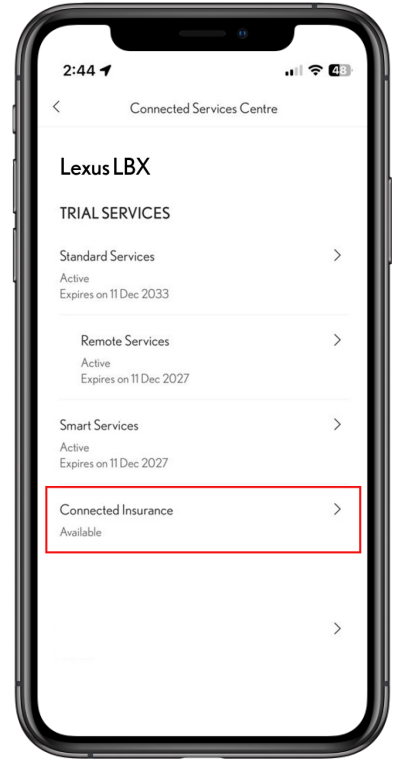 2:44
48
Connected Services Centre
Lexus LBX
TRIAL SERVICES
Standard Services
Active
Expires on 11 Dec 2033
Remote Services
Active
Expires on 11 Dec 2027
Smart Services
Active
Expires on 11 Dec 2027
Connected Insurance
Available